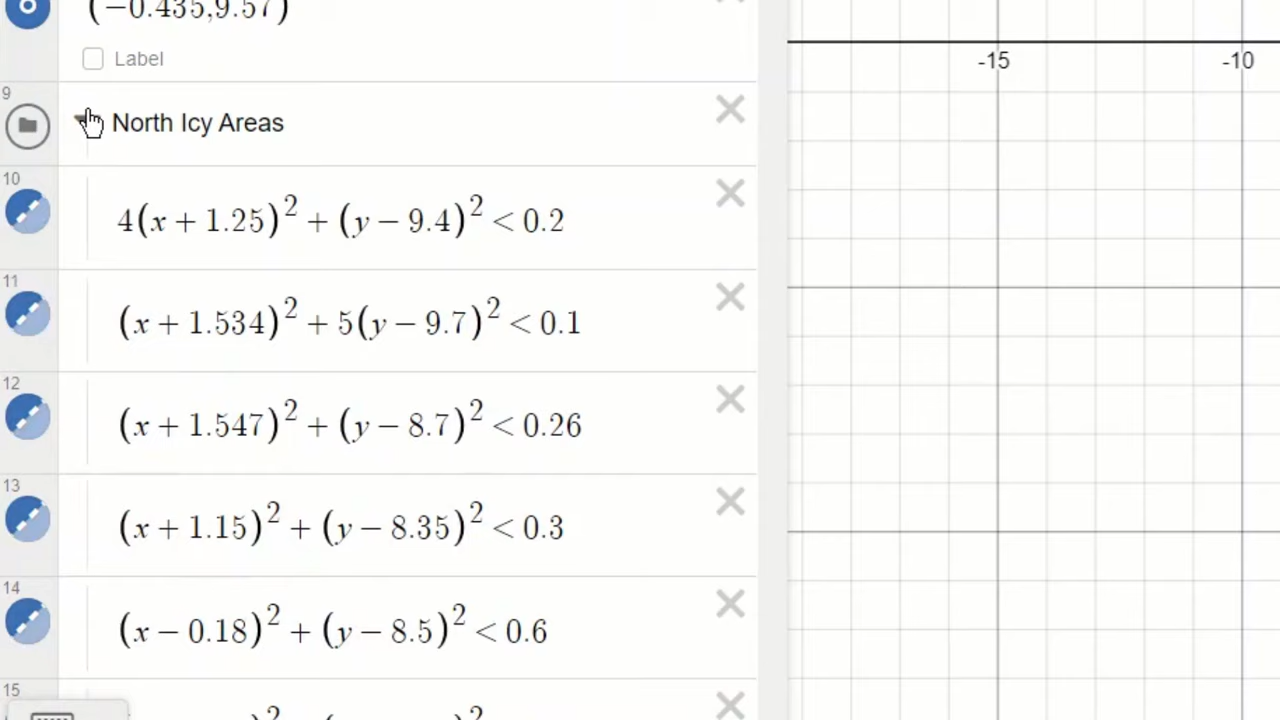 (−0.435,9.57)
Label
9
North Icy Areas
10
4(x + 1.25)² + (y − 9.4)² < 0.2
11
(x + 1.534)² + 5(y − 9.7)² < 0.1
12
(x + 1.547)² + (y − 8.7)² < 0.26
13
(x + 1.15)² + (y − 8.35)² < 0.3
14
(x − 0.18)² + (y − 8.5)² < 0.6
15
-15
-10